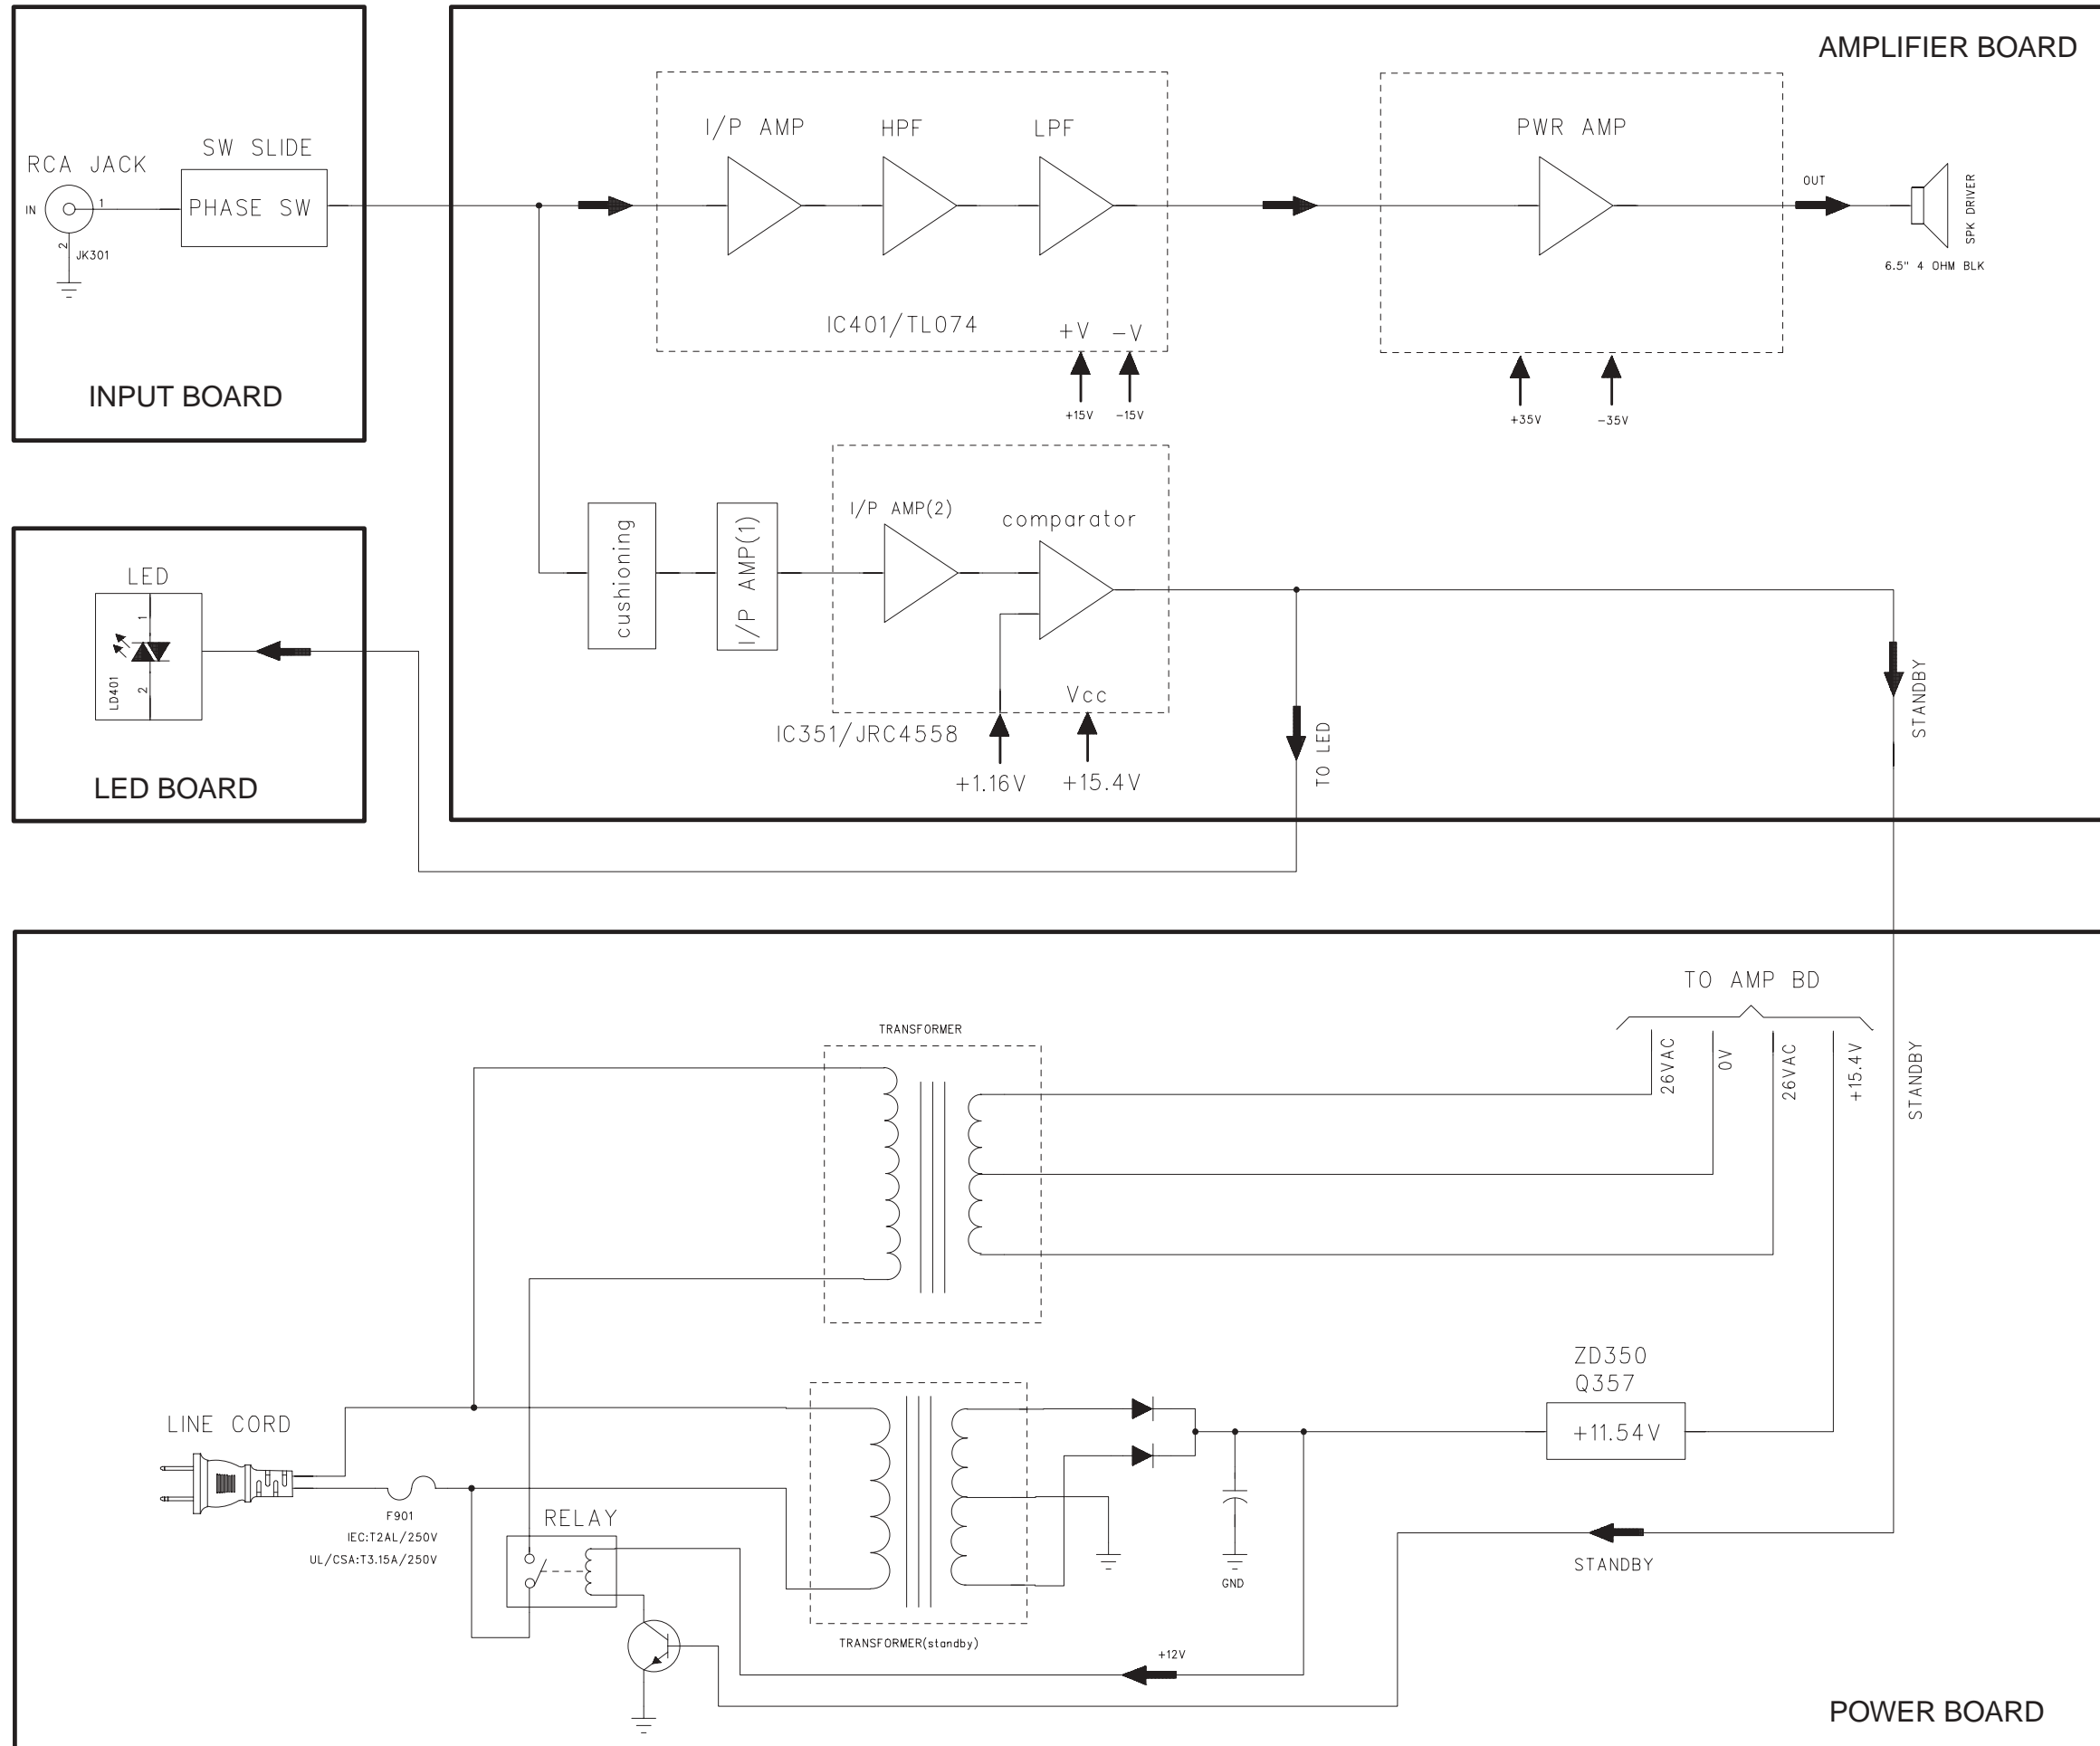 AMPLIFIER BOARD
RCA JACK
IN
1
2
JK301
SW SLIDE
PHASE SW
INPUT BOARD
I/P AMP
HPF
LPF
IC401/TL074
+V
-V
+15V
-15V
PWR AMP
+35V
-35V
OUT
SPK DRIVER
6.5" 4 OHM BLK
cushioning
I/P AMP(1)
I/P AMP(2)
comparator
Vcc
IC351/JRC4558
+1.16V
+15.4V
TO LED
STANDBY
LED
1
2
LD401
LED BOARD
TO AMP BD
26VAC
0V
26VAC
+15.4V
STANDBY
TRANSFORMER
ZD350
Q357
+11.54V
LINE CORD
F901
IEC:T2AL/250V
UL/CSA:T3.15A/250V
RELAY
TRANSFORMER(standby)
GND
+12V
STANDBY
POWER BOARD